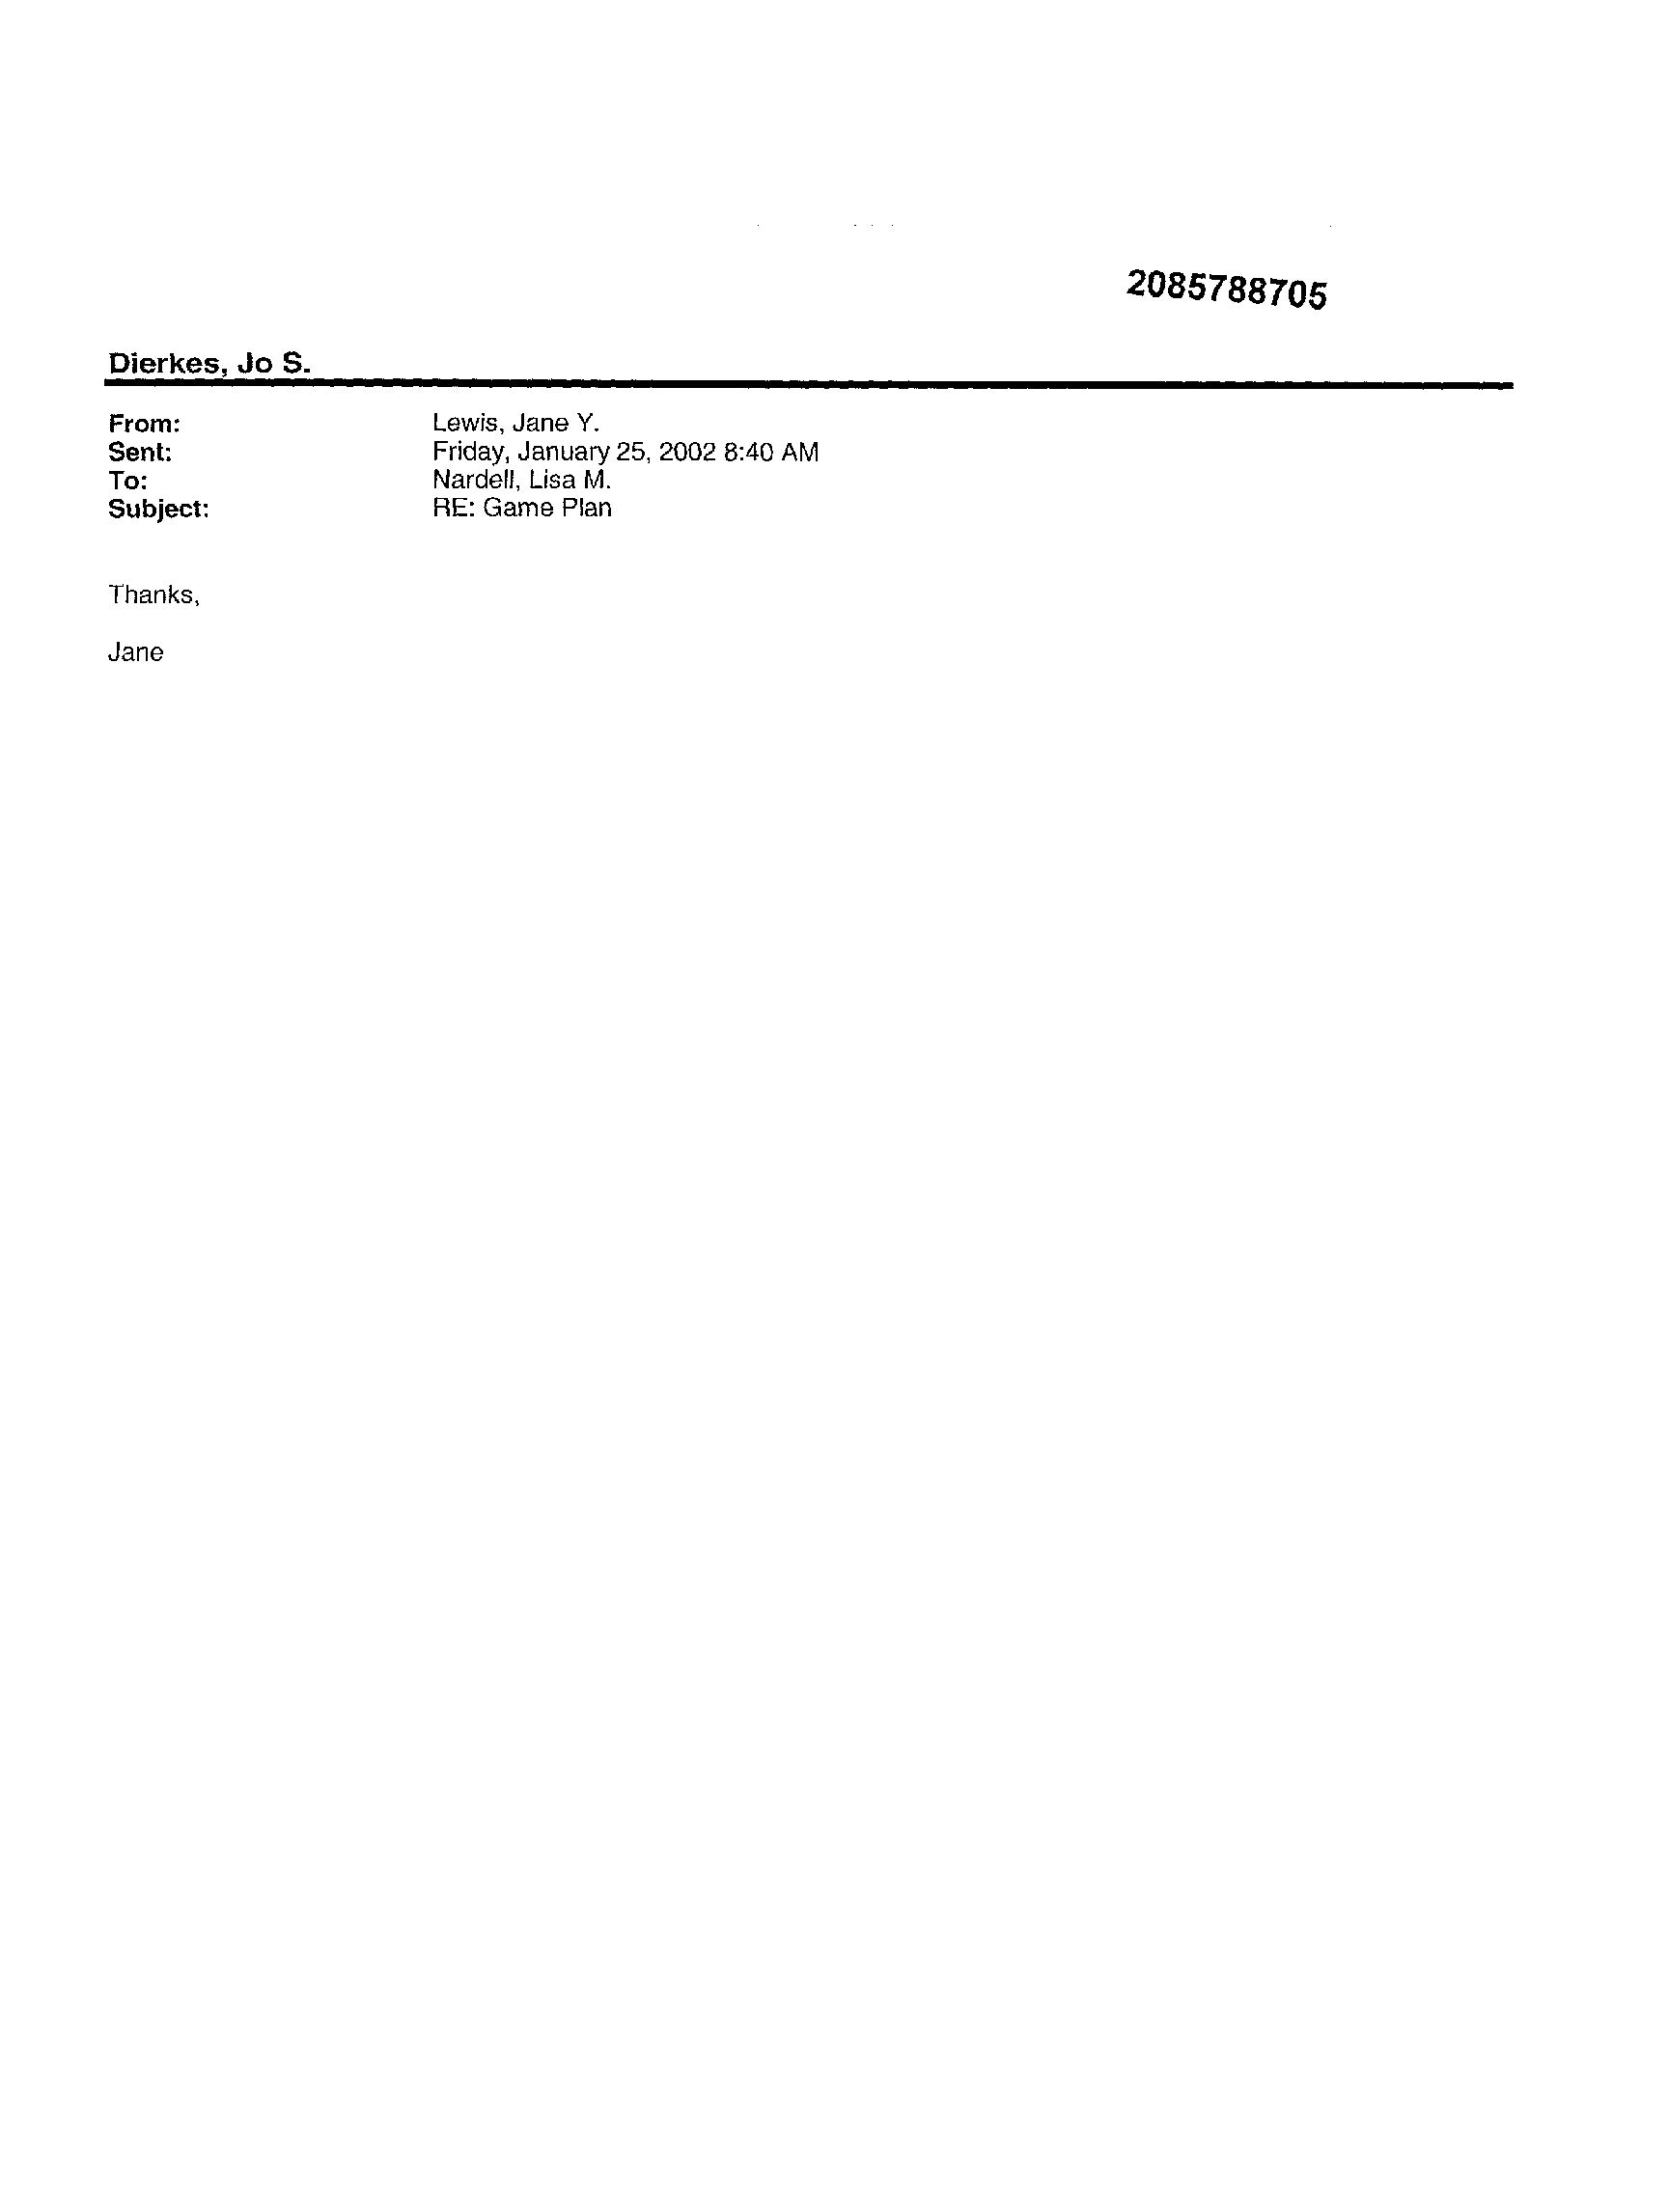 2085788705
Dierkes, Jo S.
From: Lewis, Jane Y.
Sent: Friday, January 25, 2002 8:40 AM
To: Nardell, Lisa M.
Subject: RE: Game Plan
Thanks,
Jane